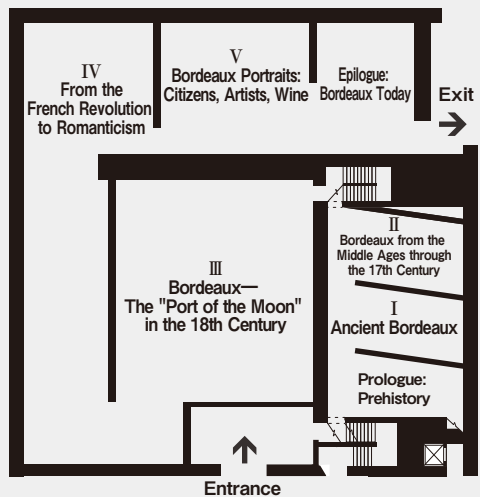 Ⅳ
From the
French Revolution
to Romanticism
Ⅴ
Bordeaux Portraits:
Citizens, Artists, Wine
Epilogue:
Bordeaux Today
Exit
Ⅱ
Bordeaux from the
Middle Ages through
the 17th Century
Ⅲ
Bordeaux—
The "Port of the Moon"
in the 18th Century
Ⅰ
Ancient Bordeaux
Prologue:
Prehistory
Entrance